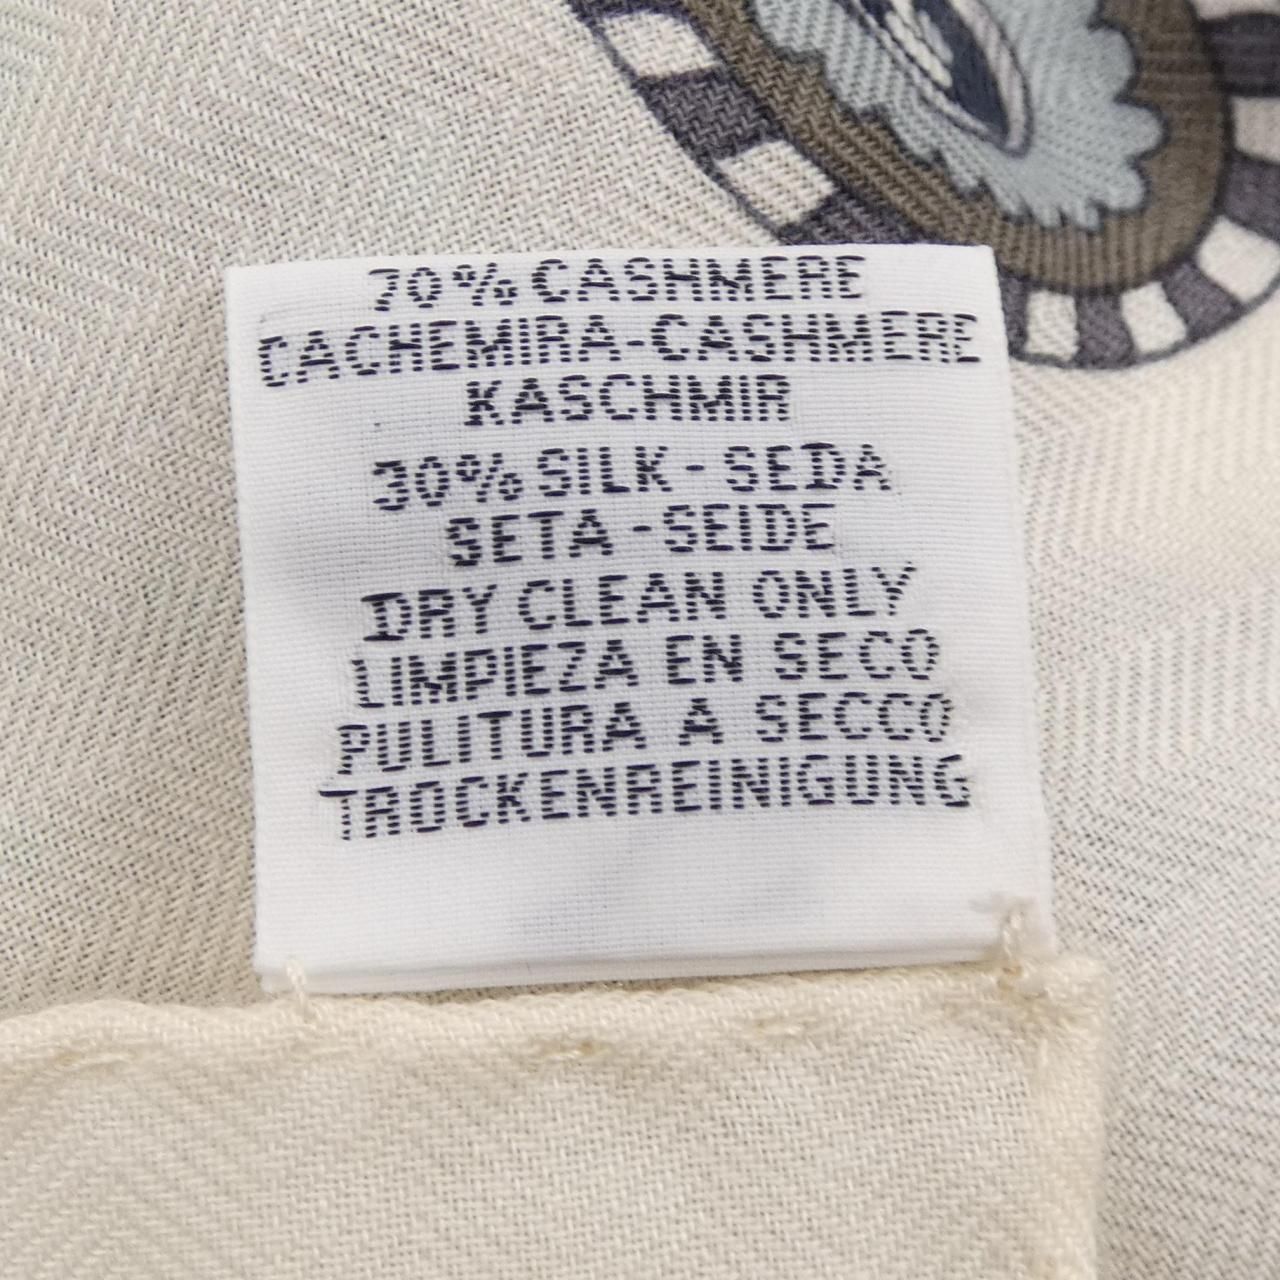 70% CASHMERE
CACHEMIRA-CASHMERE
KASCHMIR
30% SILK - SEDA
SETA - SEIDE
DRY CLEAN ONLY
LIMPIEZA EN SECO
PULITURA A SECCO
TROCKENREINIGUNG